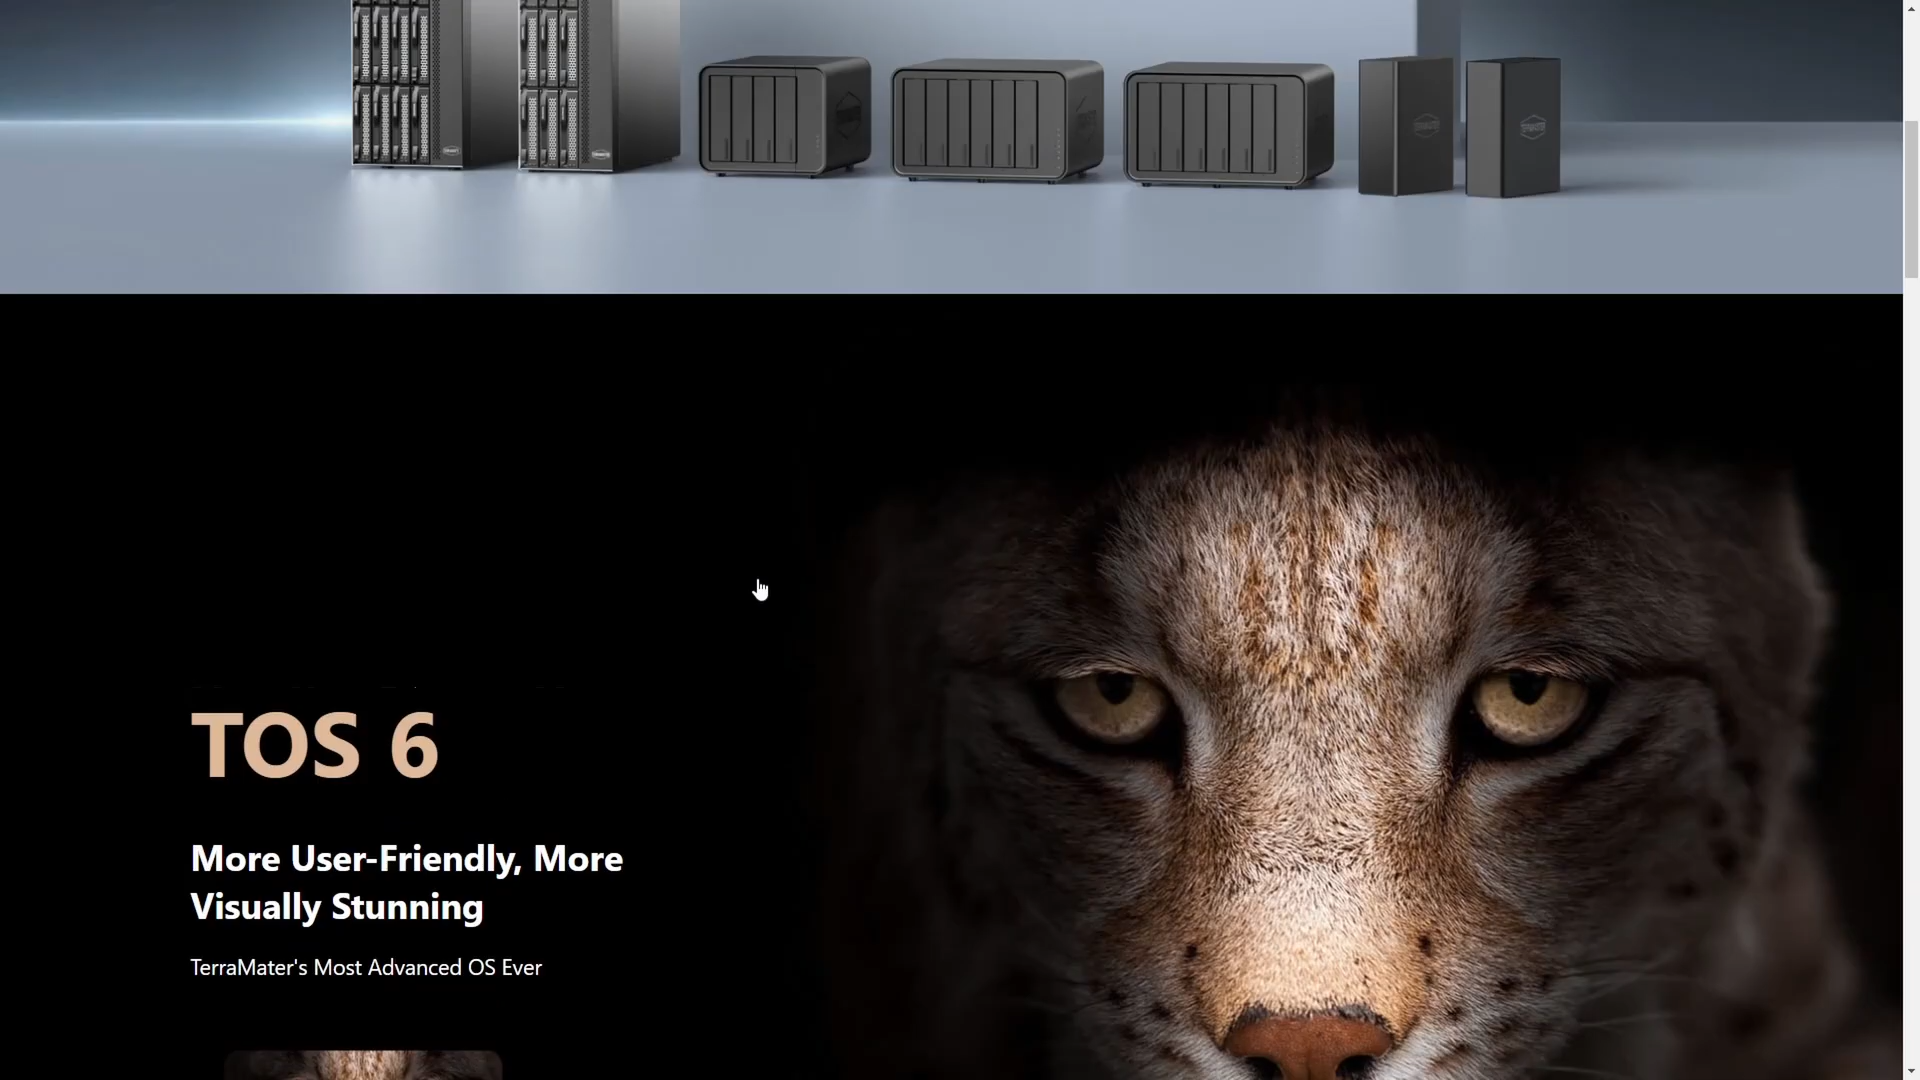 TOS 6
More User-Friendly, More
Visually Stunning
TerraMater's Most Advanced OS Ever